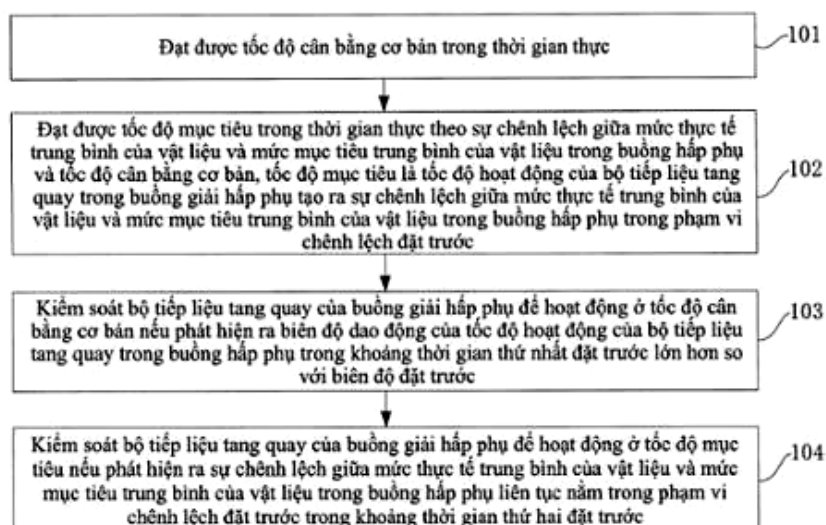 Đạt được tốc độ cân bằng cơ bản trong thời gian thực
101
Đạt được tốc độ mục tiêu trong thời gian thực theo sự chênh lệch giữa mức thực tế
trung bình của vật liệu và mức mục tiêu trung bình của vật liệu trong buồng hấp phụ
và tốc độ cân bằng cơ bản, tốc độ mục tiêu là tốc độ hoạt động của bộ tiếp liệu tang
quay trong buồng giải hấp phụ tạo ra sự chênh lệch giữa mức thực tế trung bình của
vật liệu và mức mục tiêu trung bình của vật liệu trong buồng hấp phụ trong phạm vi
chênh lệch đặt trước
102
Kiểm soát bộ tiếp liệu tang quay của buồng giải hấp phụ để hoạt động ở tốc độ cân
bằng cơ bản nếu phát hiện ra biên độ dao động của tốc độ hoạt động của bộ tiếp liệu
tang quay trong buồng hấp phụ trong khoảng thời gian thứ nhất đặt trước lớn hơn so
với biên độ đặt trước
103
Kiểm soát bộ tiếp liệu tang quay của buồng giải hấp phụ để hoạt động ở tốc độ mục
tiêu nếu phát hiện ra sự chênh lệch giữa mức thực tế trung bình của vật liệu và mức
mục tiêu trung bình của vật liệu trong buồng hấp phụ liên tục nằm trong phạm vi
chênh lệch đặt trước trong khoảng thời gian thứ hai đặt trước
104